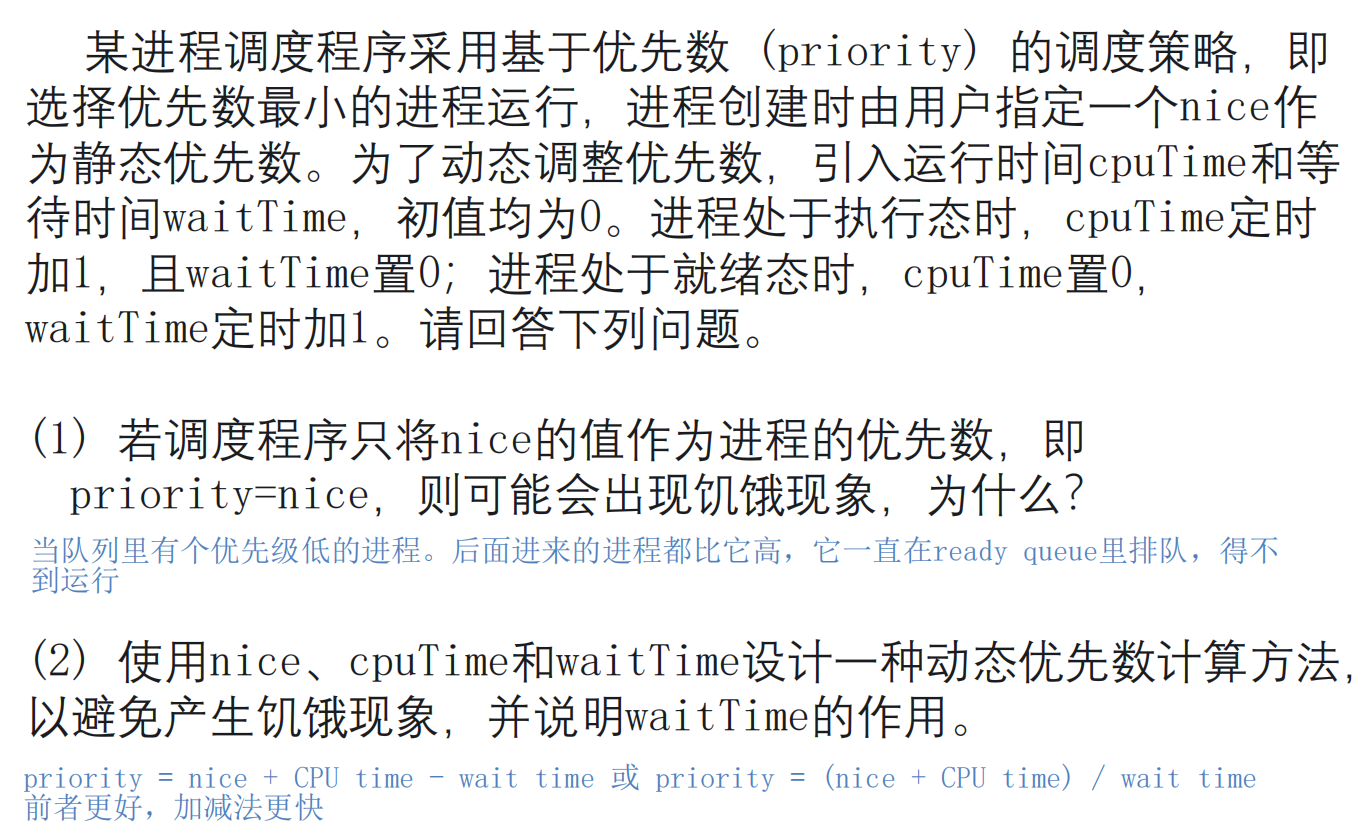 某进程调度程序采用基于优先数（priority）的调度策略，即
选择优先数最小的进程运行，进程创建时由用户指定一个nice作
为静态优先数。为了动态调整优先数，引入运行时间cpuTime和等
待时间waitTime，初值均为0。进程处于执行态时，cpuTime定时
加1，且waitTime置0；进程处于就绪态时，cpuTime置0，
waitTime定时加1。请回答下列问题。
(1) 若调度程序只将nice的值作为进程的优先数，即
priority=nice，则可能会出现饥饿现象，为什么？
当队列里有个优先级低的进程。后面进来的进程都比它高，它一直在ready queue里排队，得不
到运行
(2) 使用nice、cpuTime和waitTime设计一种动态优先数计算方法，
以避免产生饥饿现象，并说明waitTime的作用。
priority = nice + CPU time - wait time 或 priority = (nice + CPU time) / wait time
前者更好，加减法更快